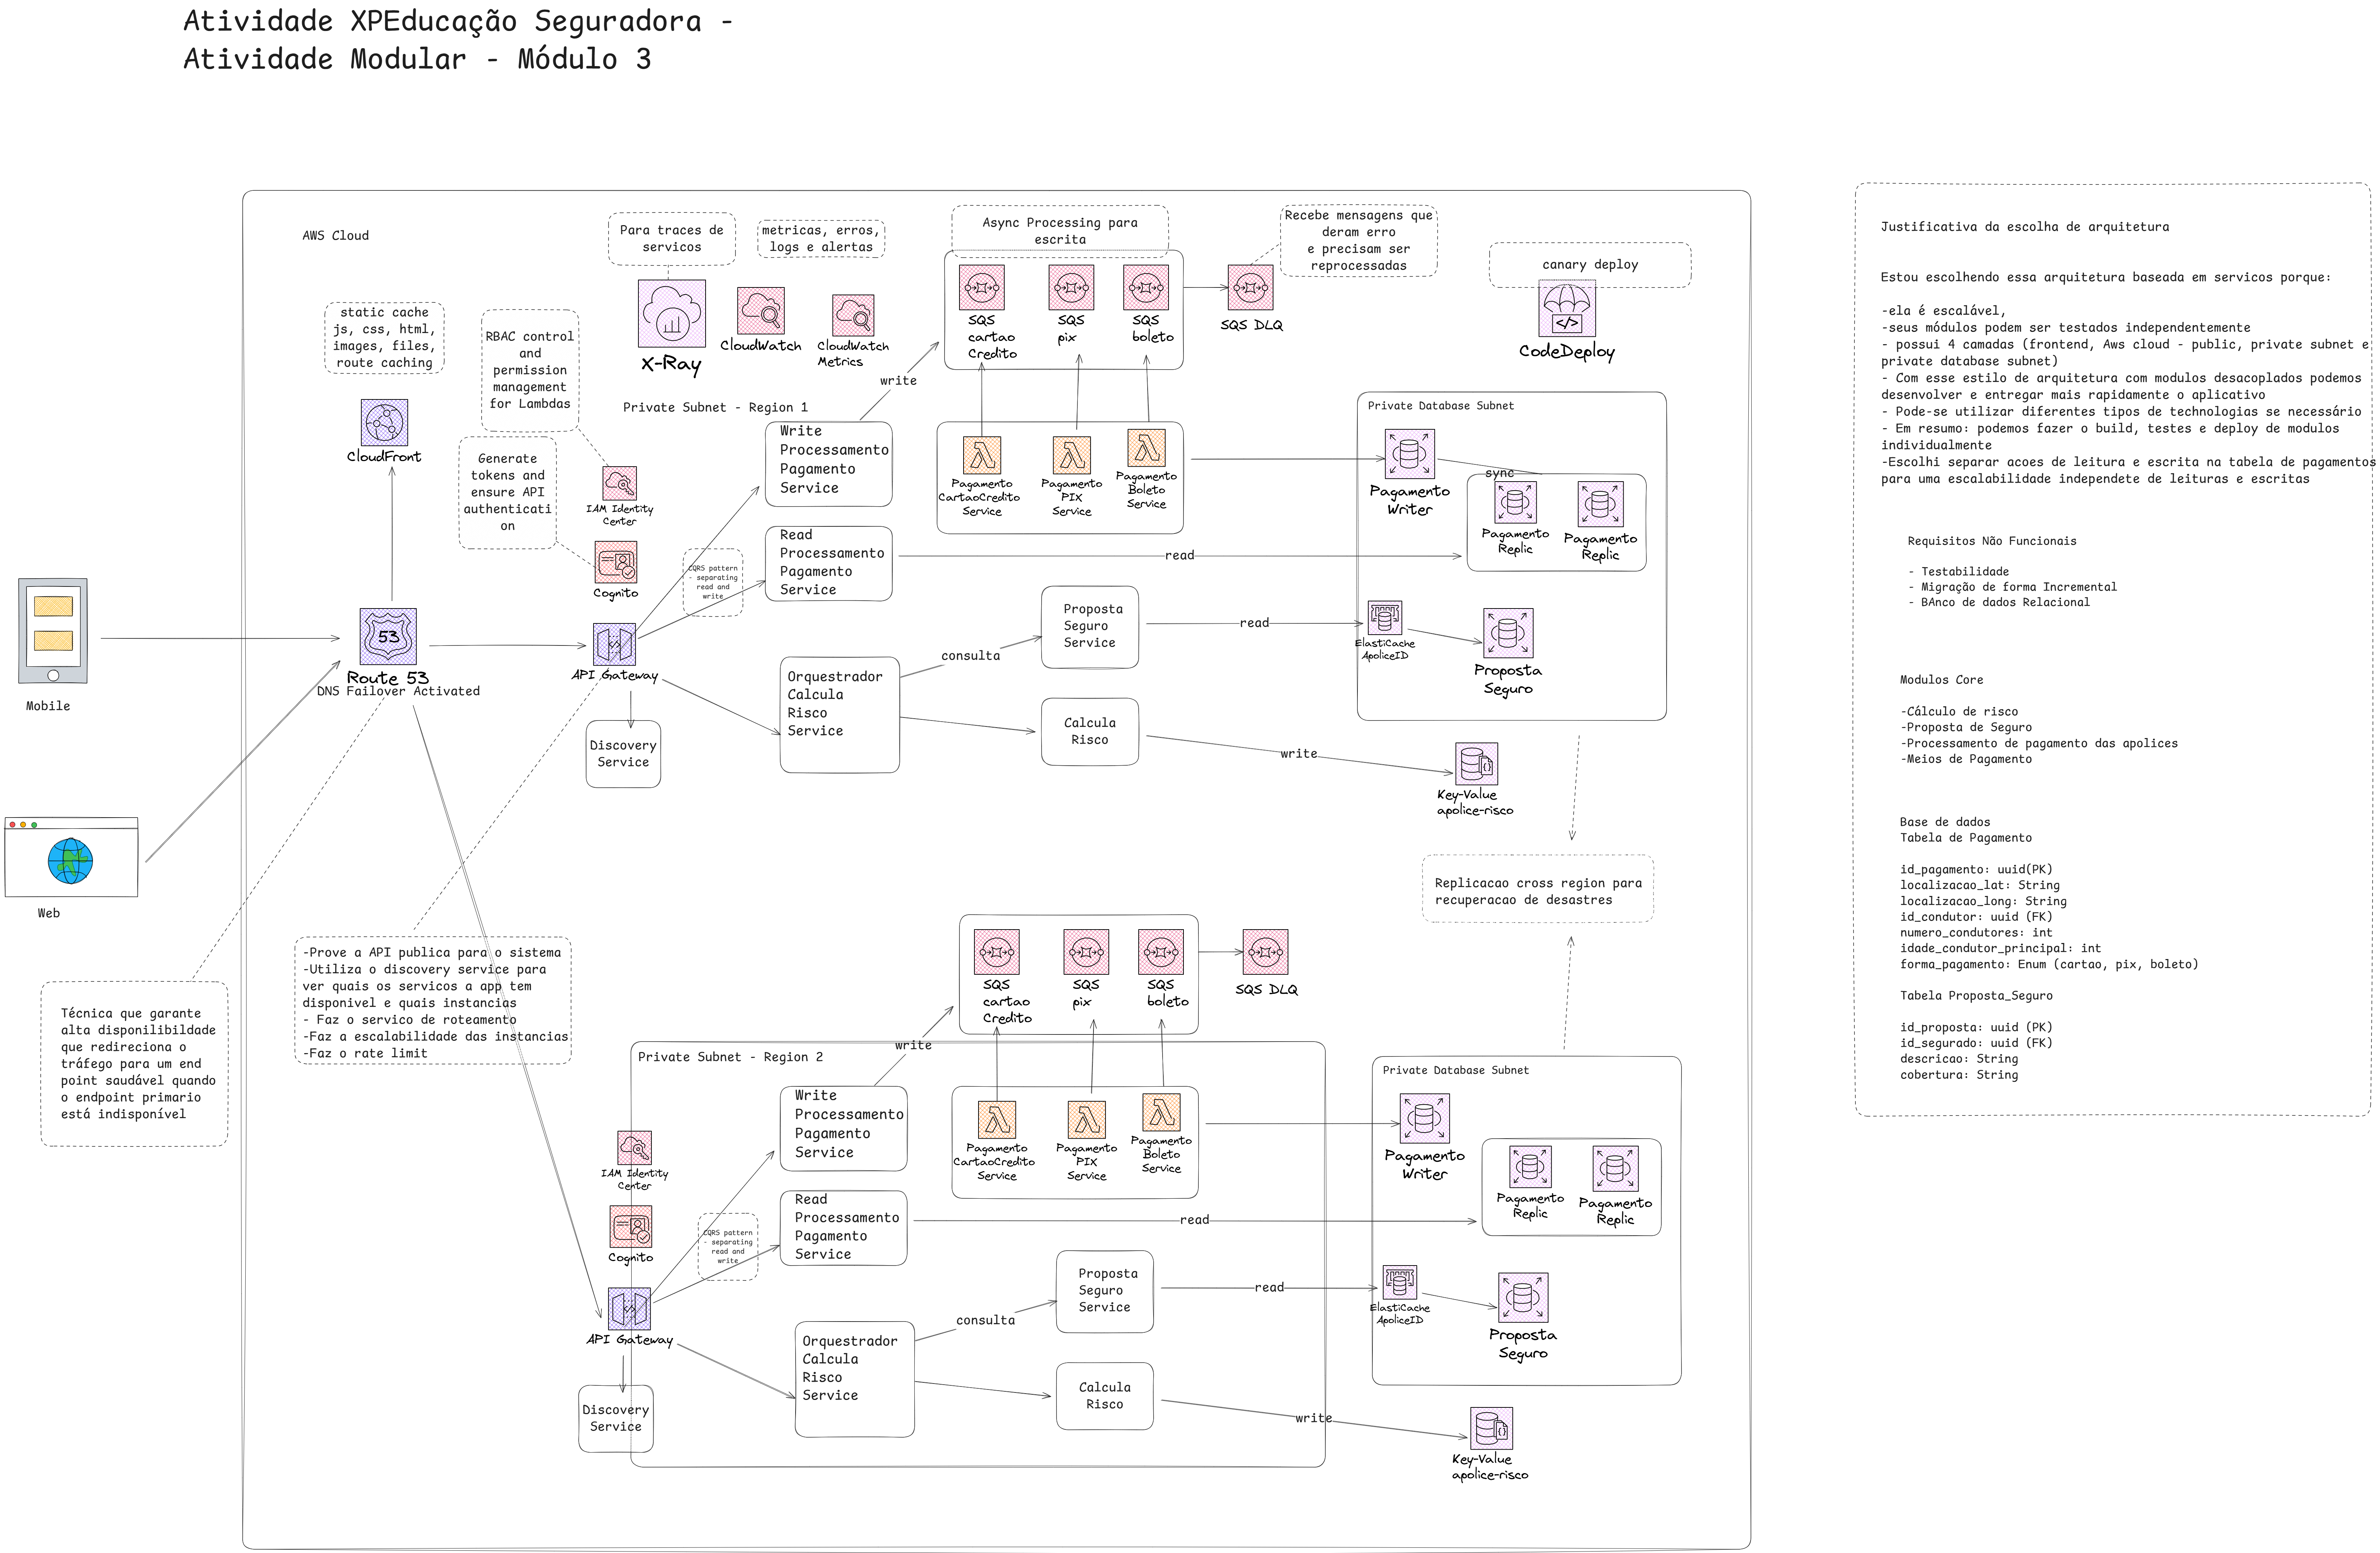 Atividade XPEducação Seguradora -
Atividade Modular - Módulo 3
AWS Cloud
static cache
js, css, html,
images, files,
route caching
CloudFront
RBAC control
and
permission
management
for Lambdas
Generate
tokens and
ensure API
authenticati
on
IAM Identity
Center
Cognito
Para traces de
servicos
X-Ray
metricas, erros,
logs e alertas
CloudWatch
CloudWatch
Metrics
Async Processing para
escrita
SQS
cartao
Credito
SQS
pix
SQS
boleto
SQS DLQ
Recebe mensagens que
deram erro
e precisam ser
reprocessadas
canary deploy
CodeDeploy
Mobile
Web
53
Route 53
DNS Failover Activated
API Gateway
Discovery
Service
CQRS pattern
- separating
read and
write
Private Subnet - Region 1
Write
Processamento
Pagamento
Service
write
Read
Processamento
Pagamento
Service
read
Pagamento
CartaoCredito
Service
Pagamento
PIX
Service
Pagamento
Boleto
Service
Orquestrador
Calcula
Risco
Service
consulta
Proposta
Seguro
Service
read
Calcula
Risco
write
Private Database Subnet
Pagamento
Writer
sync
Pagamento
Replic
Pagamento
Replic
ElastiCache
ApoliceID
Proposta
Seguro
Key-Value
apolice-risco
Replicacao cross region para
recuperacao de desastres
Técnica que garante
alta disponilibildade
que redireciona o
tráfego para um end
point saudável quando
o endpoint primario
está indisponível
-Prove a API publica para o sistema
-Utiliza o discovery service para
ver quais os servicos a app tem
disponivel e quais instancias
- Faz o servico de roteamento
-Faz a escalabilidade das instancias
-Faz o rate limit
SQS
cartao
Credito
SQS
pix
SQS
boleto
SQS DLQ
Private Subnet - Region 2
write
Write
Processamento
Pagamento
Service
Read
Processamento
Pagamento
Service
read
Pagamento
CartaoCredito
Service
Pagamento
PIX
Service
Pagamento
Boleto
Service
IAM Identity
Center
Cognito
CQRS pattern
- separating
read and
write
API Gateway
Discovery
Service
Orquestrador
Calcula
Risco
Service
consulta
Proposta
Seguro
Service
read
Calcula
Risco
write
Private Database Subnet
Pagamento
Writer
Pagamento
Replic
Pagamento
Replic
ElastiCache
ApoliceID
Proposta
Seguro
Key-Value
apolice-risco
Justificativa da escolha de arquitetura
Estou escolhendo essa arquitetura baseada em servicos porque:
-ela é escalável,
-seus módulos podem ser testados independentemente
- possui 4 camadas (frontend, Aws cloud - public, private subnet e
private database subnet)
- Com esse estilo de arquitetura com modulos desacoplados podemos
desenvolver e entregar mais rapidamente o aplicativo
- Pode-se utilizar diferentes tipos de technologias se necessário
- Em resumo: podemos fazer o build, testes e deploy de modulos
individualmente
-Escolhi separar acoes de leitura e escrita na tabela de pagamentos
para uma escalabilidade independete de leituras e escritas
Requisitos Não Funcionais
- Testabilidade
- Migração de forma Incremental
- BAnco de dados Relacional
Modulos Core
-Cálculo de risco
-Proposta de Seguro
-Processamento de pagamento das apolices
-Meios de Pagamento
Base de dados
Tabela de Pagamento
id_pagamento: uuid(PK)
localizacao_lat: String
localizacao_long: String
id_condutor: uuid (FK)
numero_condutores: int
idade_condutor_principal: int
forma_pagamento: Enum (cartao, pix, boleto)
Tabela Proposta_Seguro
id_proposta: uuid (PK)
id_segurado: uuid (FK)
descricao: String
cobertura: String